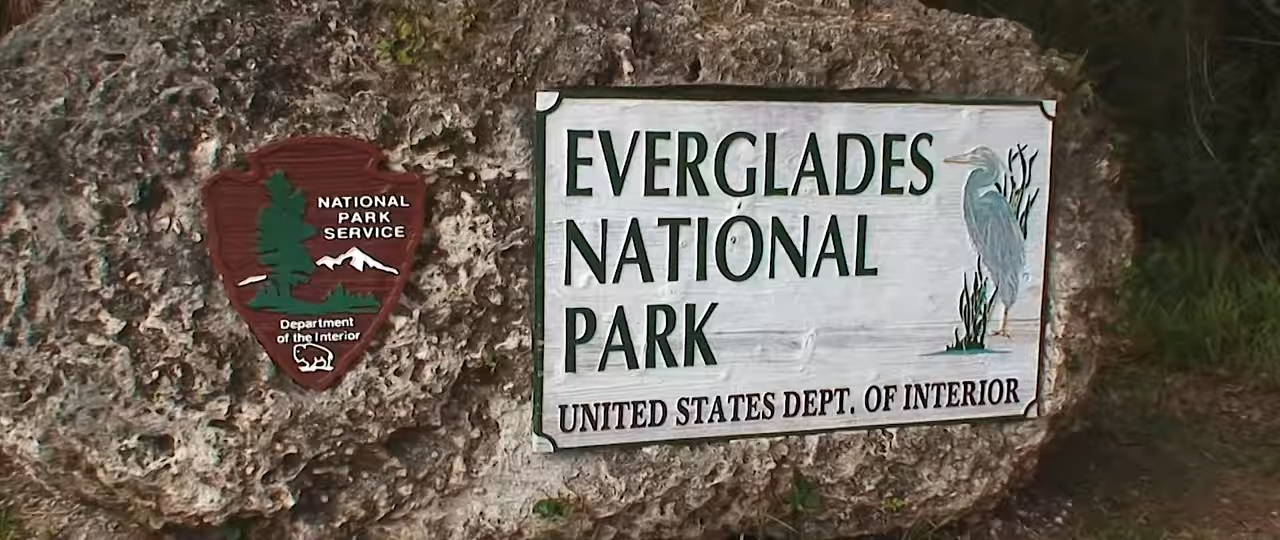 NATIONAL
PARK
SERVICE
Department
of the Interior
EVERGLADES
NATIONAL
PARK
UNITED STATES DEPT. OF INTERIOR